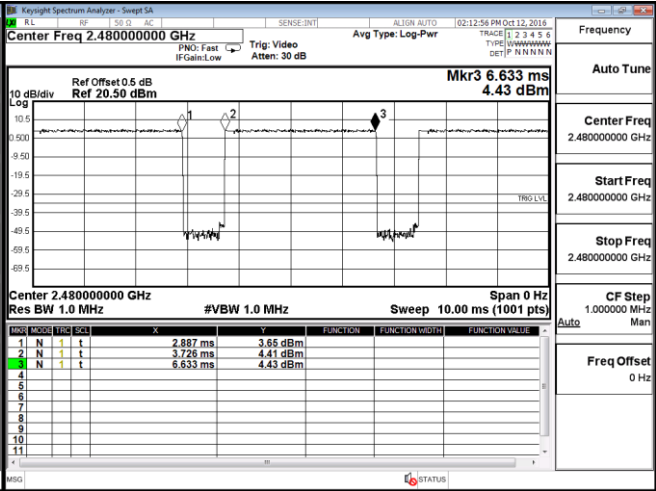 Keysight Spectrum Analyzer - Swept SA
RL RF 50 Ω AC SENSE:INT ALIGN AUTO 02:12:56 PM Oct 12, 2016
Center Freq 2.480000000 GHz
PNO: Fast
IFGain:Low
Trig: Video
Atten: 30 dB
Avg Type: Log-Pwr
TRACE 1 2 3 4 5 6
TYPE WWWWWW
DET P N N N N N
Mkr3 6.633 ms
4.43 dBm
Ref Offset 0.5 dB
10 dB/div Ref 20.50 dBm
Log
10.5
0.500
-9.50
-19.5
-29.5
-39.5
-49.5
-59.5
-69.5
1
2
3
TRIG LVL
Center 2.480000000 GHz Span 0 Hz
Res BW 1.0 MHz #VBW 1.0 MHz Sweep 10.00 ms (1001 pts)
MKR MODE TRC SCL X Y FUNCTION FUNCTION WIDTH FUNCTION VALUE
1 N 1 t 2.887 ms 3.65 dBm
2 N 1 t 3.726 ms 4.41 dBm
3 N 1 t 6.633 ms 4.43 dBm
4
5
6
7
8
9
10
11
MSG STATUS
Frequency
Auto Tune
Center Freq
2.480000000 GHz
Start Freq
2.480000000 GHz
Stop Freq
2.480000000 GHz
CF Step
1.000000 MHz
Auto Man
Freq Offset
0 Hz